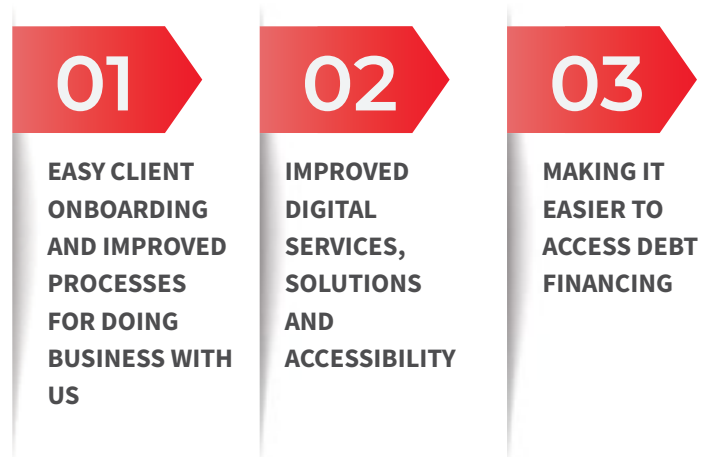 01
EASY CLIENT
ONBOARDING
AND IMPROVED
PROCESSES
FOR DOING
BUSINESS WITH
US
02
IMPROVED
DIGITAL
SERVICES,
SOLUTIONS
AND
ACCESSIBILITY
03
MAKING IT
EASIER TO
ACCESS DEBT
FINANCING